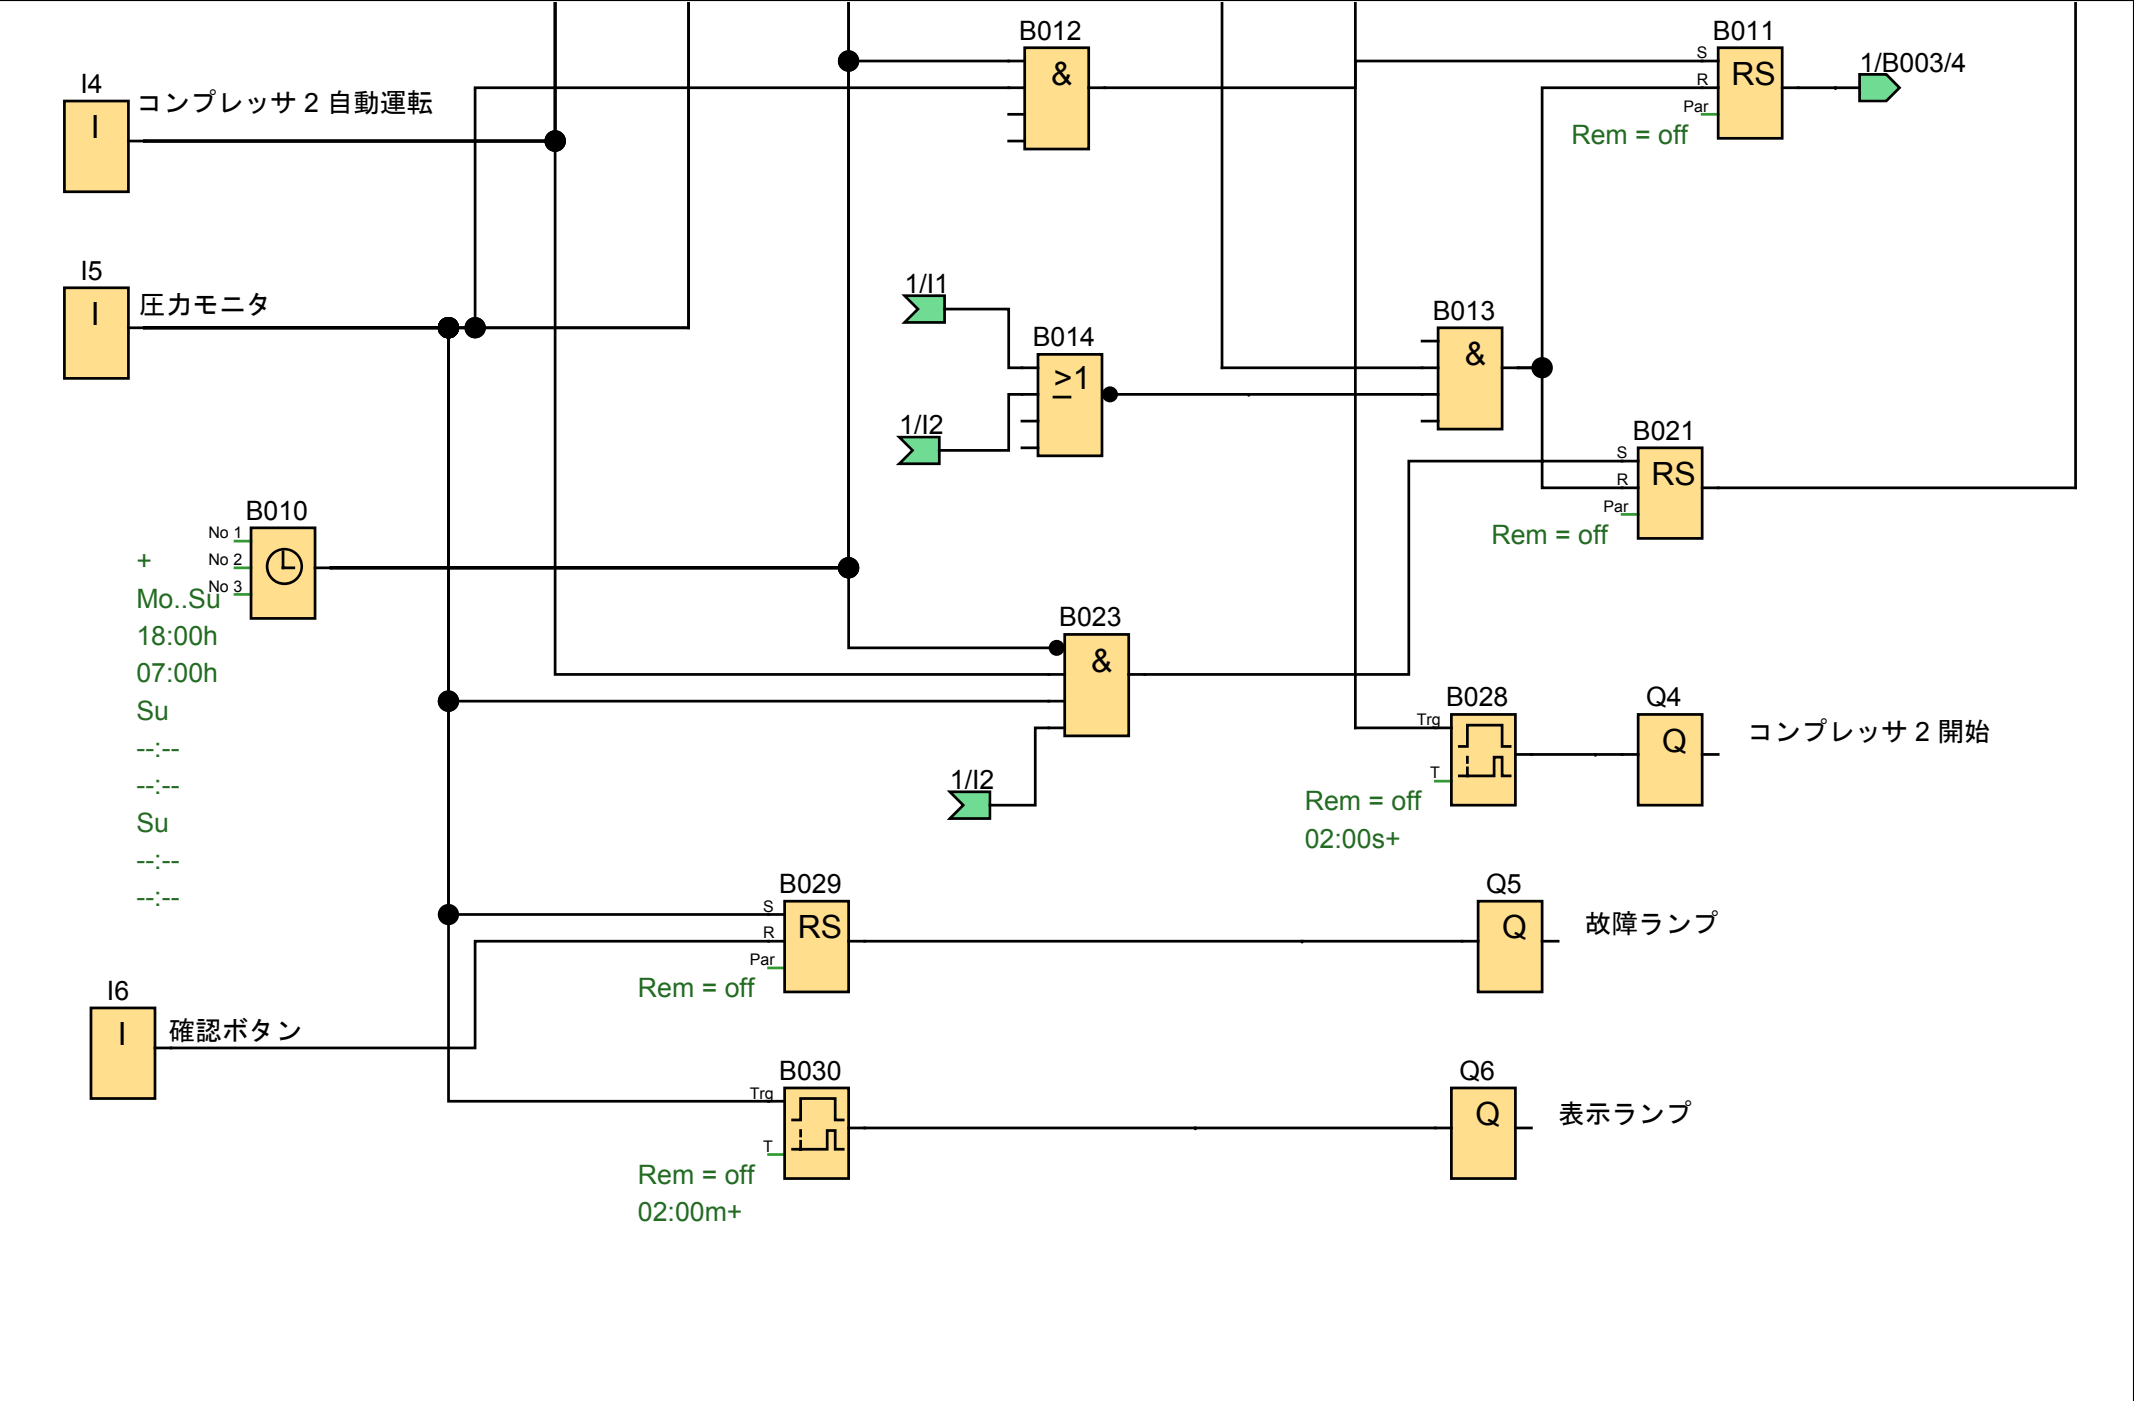 B012
&
B011
S
R
Par
RS
Rem = off
1/B003/4
I4
I
コンプレッサ 2 自動運転
I5
I
圧力モニタ
1/I1
B014
>1
1/I2
B013
&
B021
S
R
Par
RS
Rem = off
B010
No 1
No 2
No 3
+
Mo..Su
18:00h
07:00h
Su
--:--
--:--
Su
--:--
--:--
B023
&
1/I2
B028
Trg
T
Rem = off
02:00s+
Q4
Q
コンプレッサ 2 開始
B029
S
R
Par
RS
Rem = off
Q5
Q
故障ランプ
I6
I
確認ボタン
B030
Trg
T
Rem = off
02:00m+
Q6
Q
表示ランプ